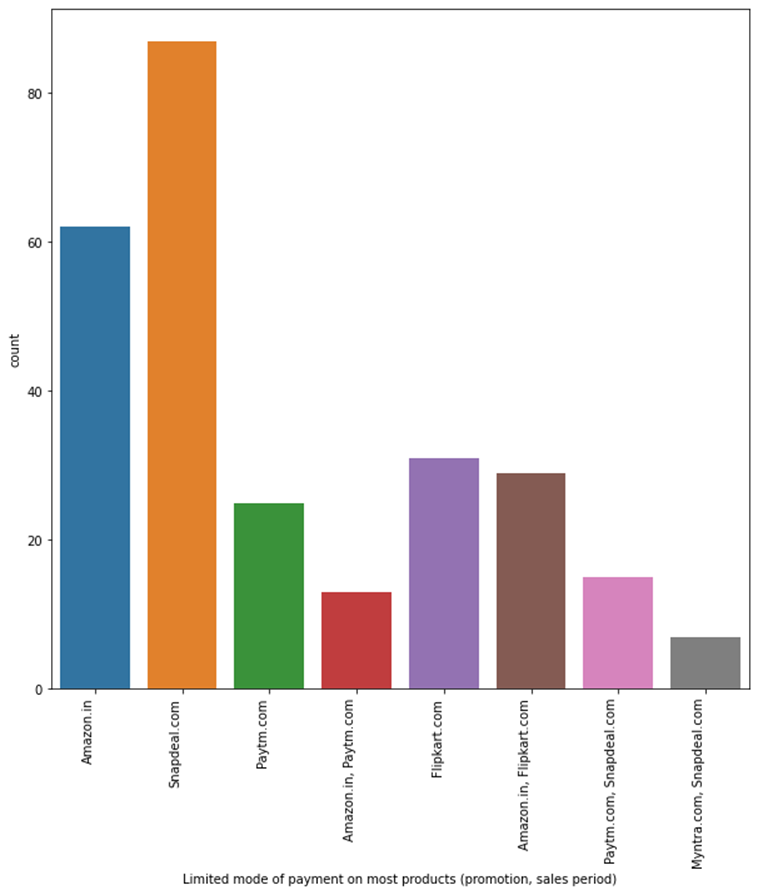 count
80
60
40
20
0
Amazon.in
Snapdeal.com
Paytm.com
Amazon.in, Paytm.com
Flipkart.com
Amazon.in, Flipkart.com
Paytm.com, Snapdeal.com
Myntra.com, Snapdeal.com
Limited mode of payment on most products (promotion, sales period)